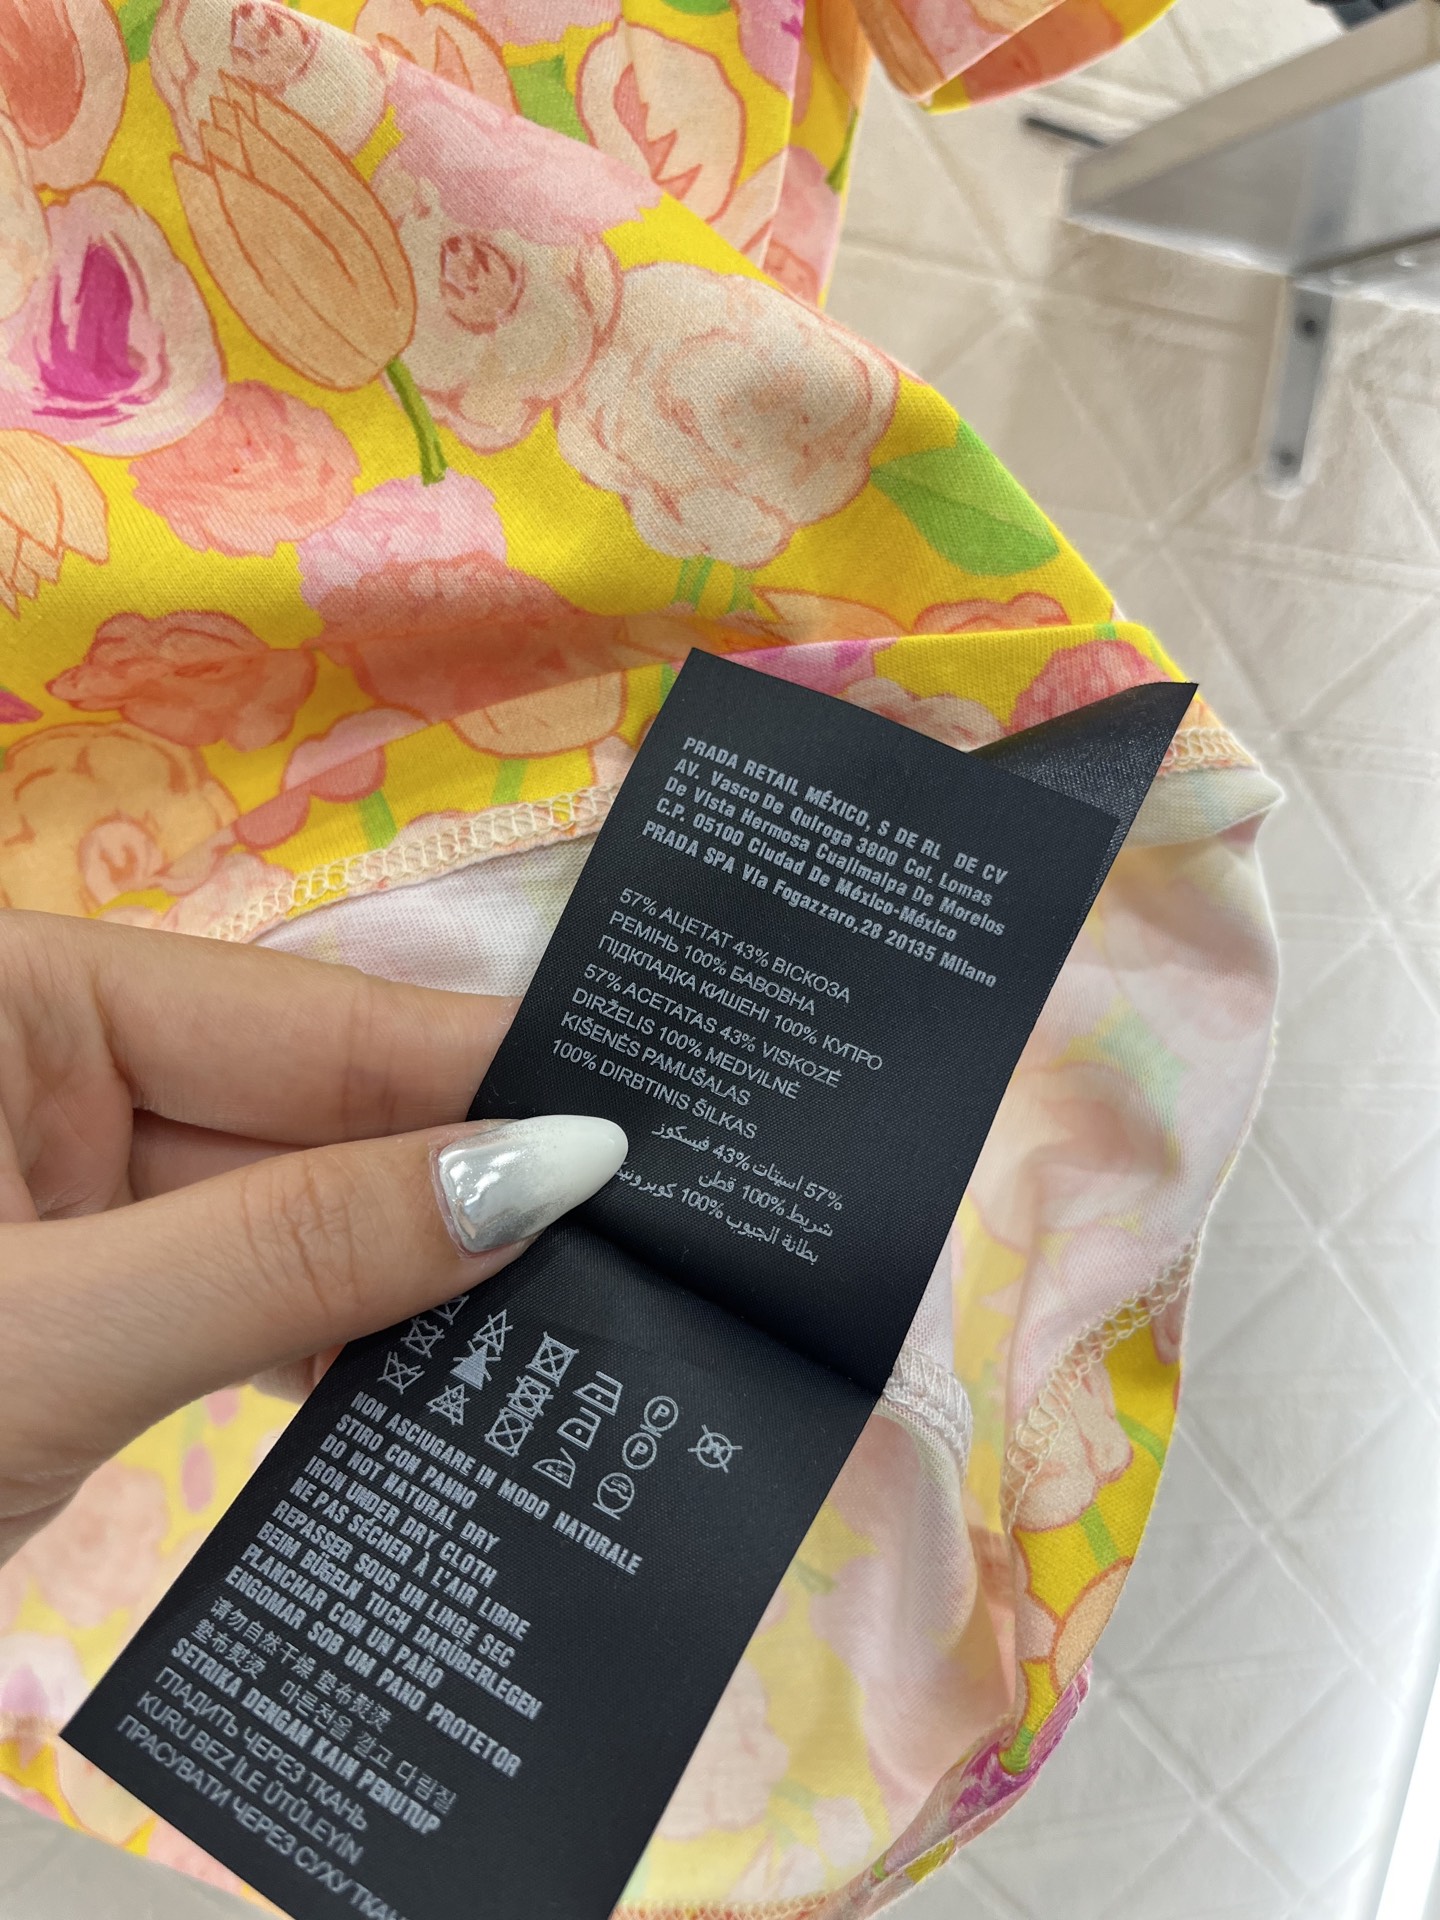 PRADA RETAIL MÉXICO, S DE RL DE CV
AV. Vasco De Quiroga 3800 Col. Lomas
De Vista Hermosa Cuajimalpa De Morelos
C.P. 05100 Ciudad De México-México
PRADA SPA Via Fogazzaro,28 20135 Milano
57% АЦЕТАТ 43% ВІСКОЗА
РЕМІНЬ 100% БАВОВНА
ПІДКЛАДКА КИШЕНІ 100% КУПРО
57% ACETATAS 43% VISKOZĖ
DIRŽELIS 100% MEDVILNĖ
KIŠENĖS PAMUŠALAS
100% DIRBTINIS ŠILKAS
57% اسيتات 43% فيسكوز
شريط 100% قطن
بطانة الجيوب 100%
P
P
W
NON ASCIUGARE IN MODO NATURALE
STIRO CON PANNO
DO NOT NATURAL DRY
IRON UNDER DRY CLOTH
NE PAS SÉCHER À L'AIR LIBRE
REPASSER SOUS UN LINGE SEC
BEIM BÜGELN TUCH DARÜBERLEGEN
PLANCHAR CON UN PAÑO
ENGOMAR SOB UM PANO PROTETOR
请勿自然干燥 垫布熨烫
墊布熨燙 마른천을 깔고 다림질
SETRIKA DENGAN KAIN PENUTUP
ГЛАДИТЬ ЧЕРЕЗ ТКАНЬ
KURU BEZ İLE ÜTÜLEYİN
ПРАСУВАТИ ЧЕРЕЗ СУХУ